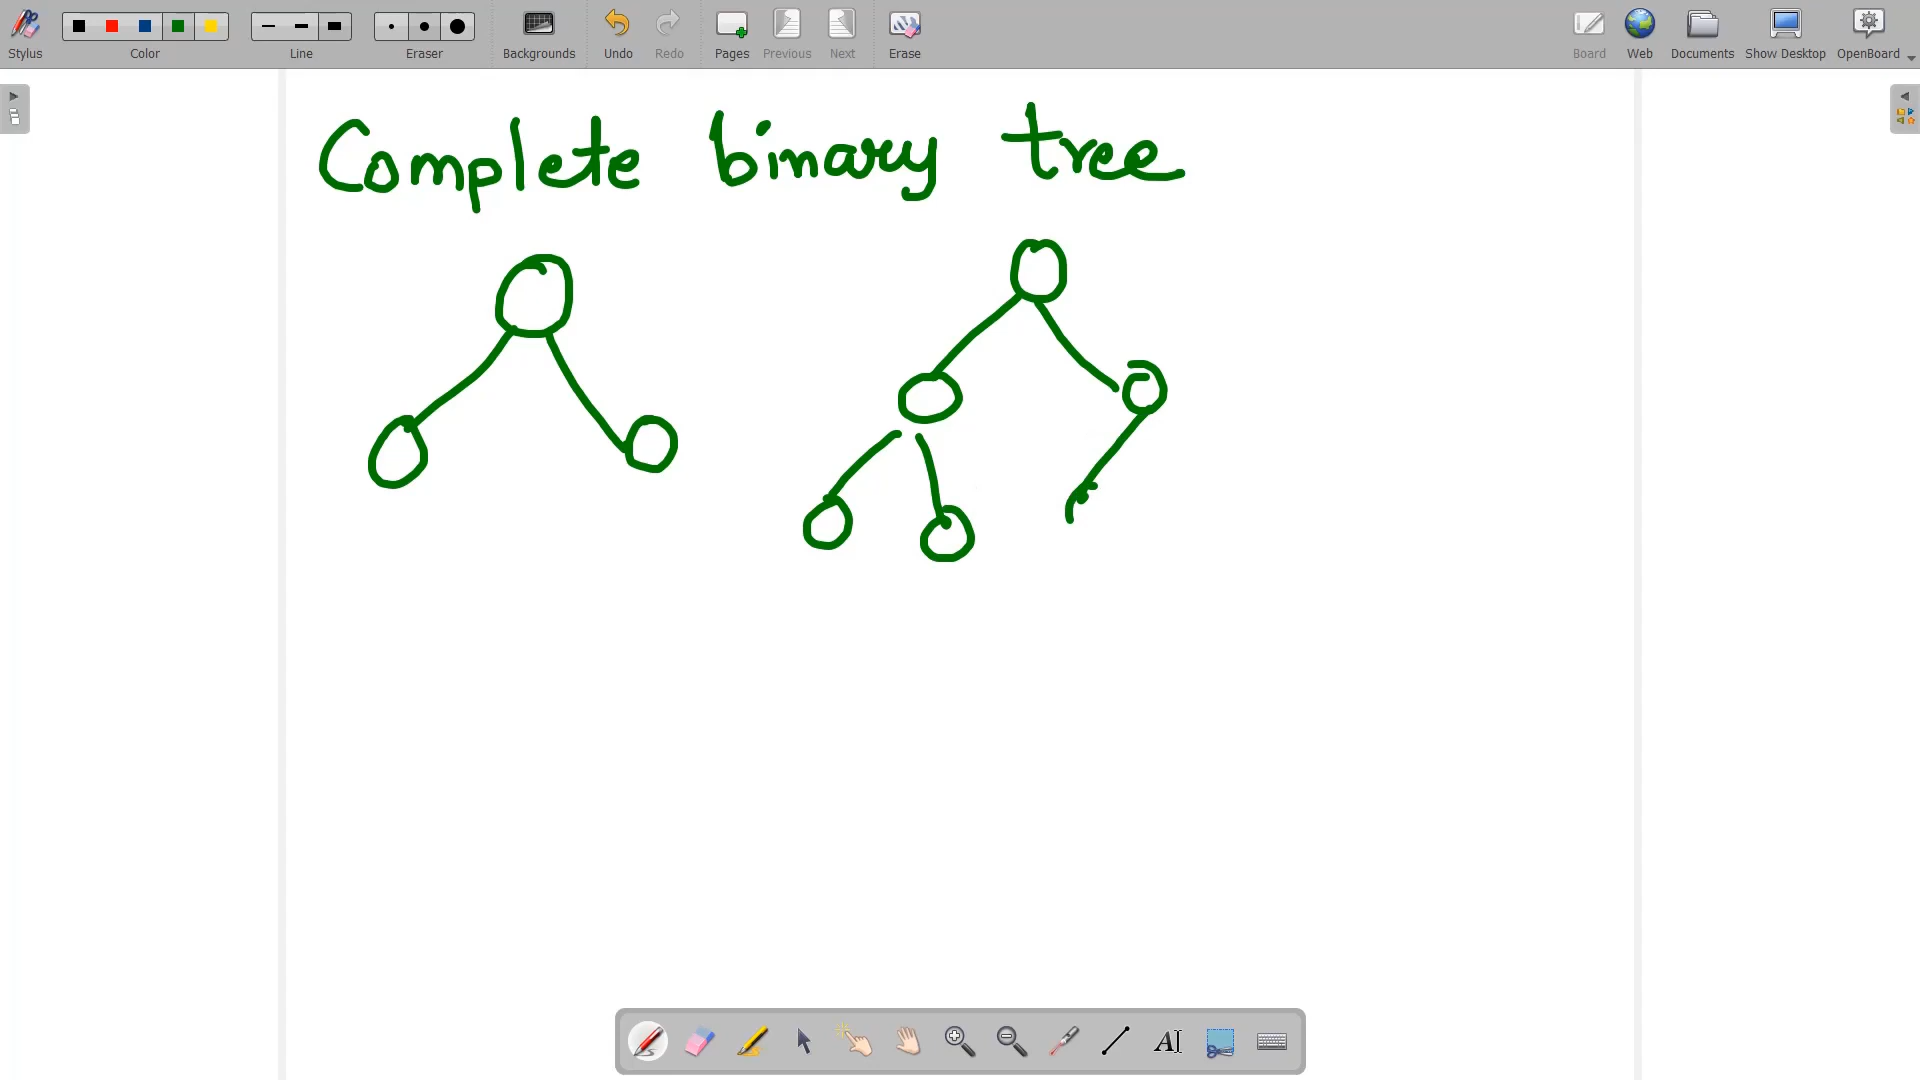 Stylus Color Line Eraser Backgrounds Undo Redo Pages Previous Next Erase Board Web Documents Show Desktop OpenBoard
Complete binary tree
AI